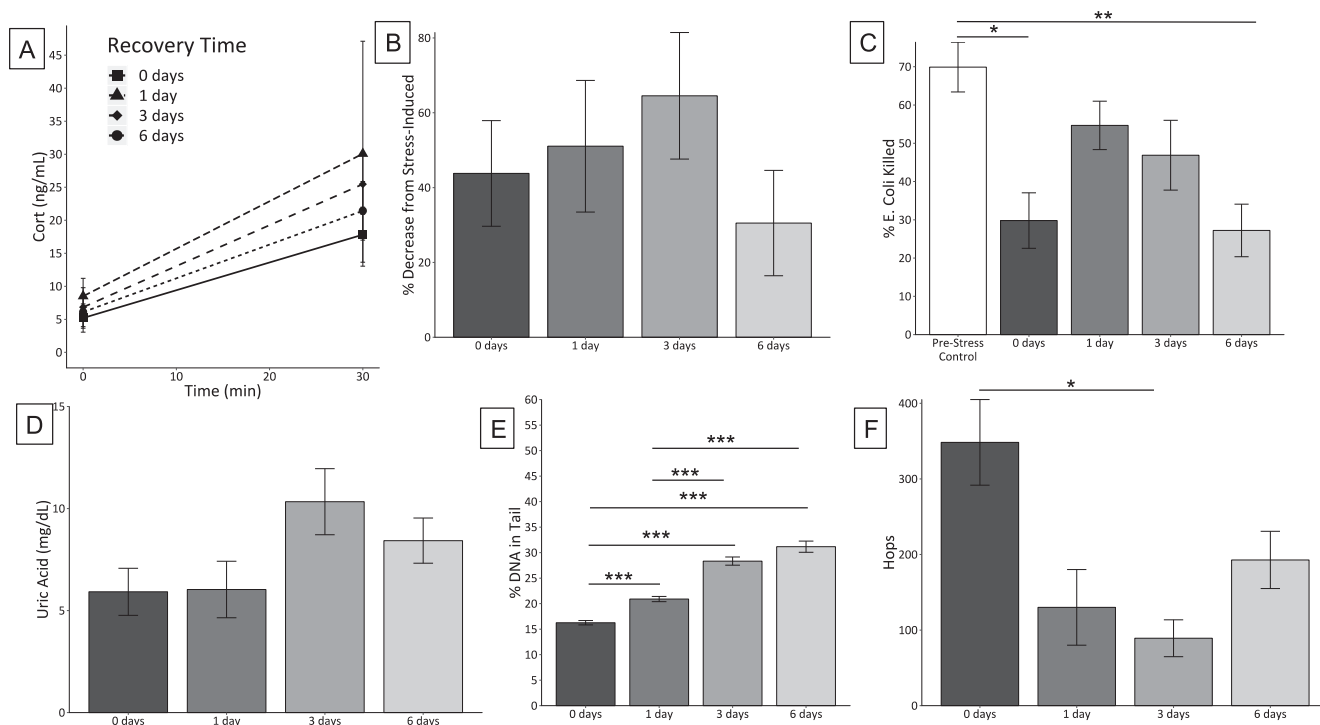 A
Recovery Time
0 days
1 day
3 days
6 days
Cort (ng/mL)
45
40
35
30
25
20
15
10
5
0
0 10 20 30
Time (min)
B
% Decrease from Stress-Induced
80
60
40
20
0
0 days 1 day 3 days 6 days
C
% E. Coli Killed
**
*
70
60
50
40
30
20
10
0
Pre-Stress
Control
0 days 1 day 3 days 6 days
D
Uric Acid (mg/dL)
15
10
5
0
0 days 1 day 3 days 6 days
E
% DNA in Tail
60
55
50
45
40
35
30
25
20
15
10
5
0
***
***
***
***
***
0 days 1 day 3 days 6 days
F
Hops
*
400
300
200
100
0
0 days 1 day 3 days 6 days